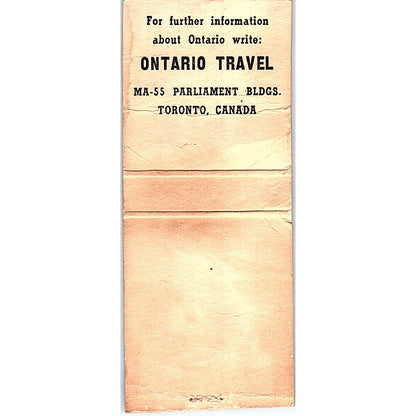 For further information
about Ontario write:
ONTARIO TRAVEL
MA-55 PARLIAMENT BLDGS.
TORONTO, CANADA